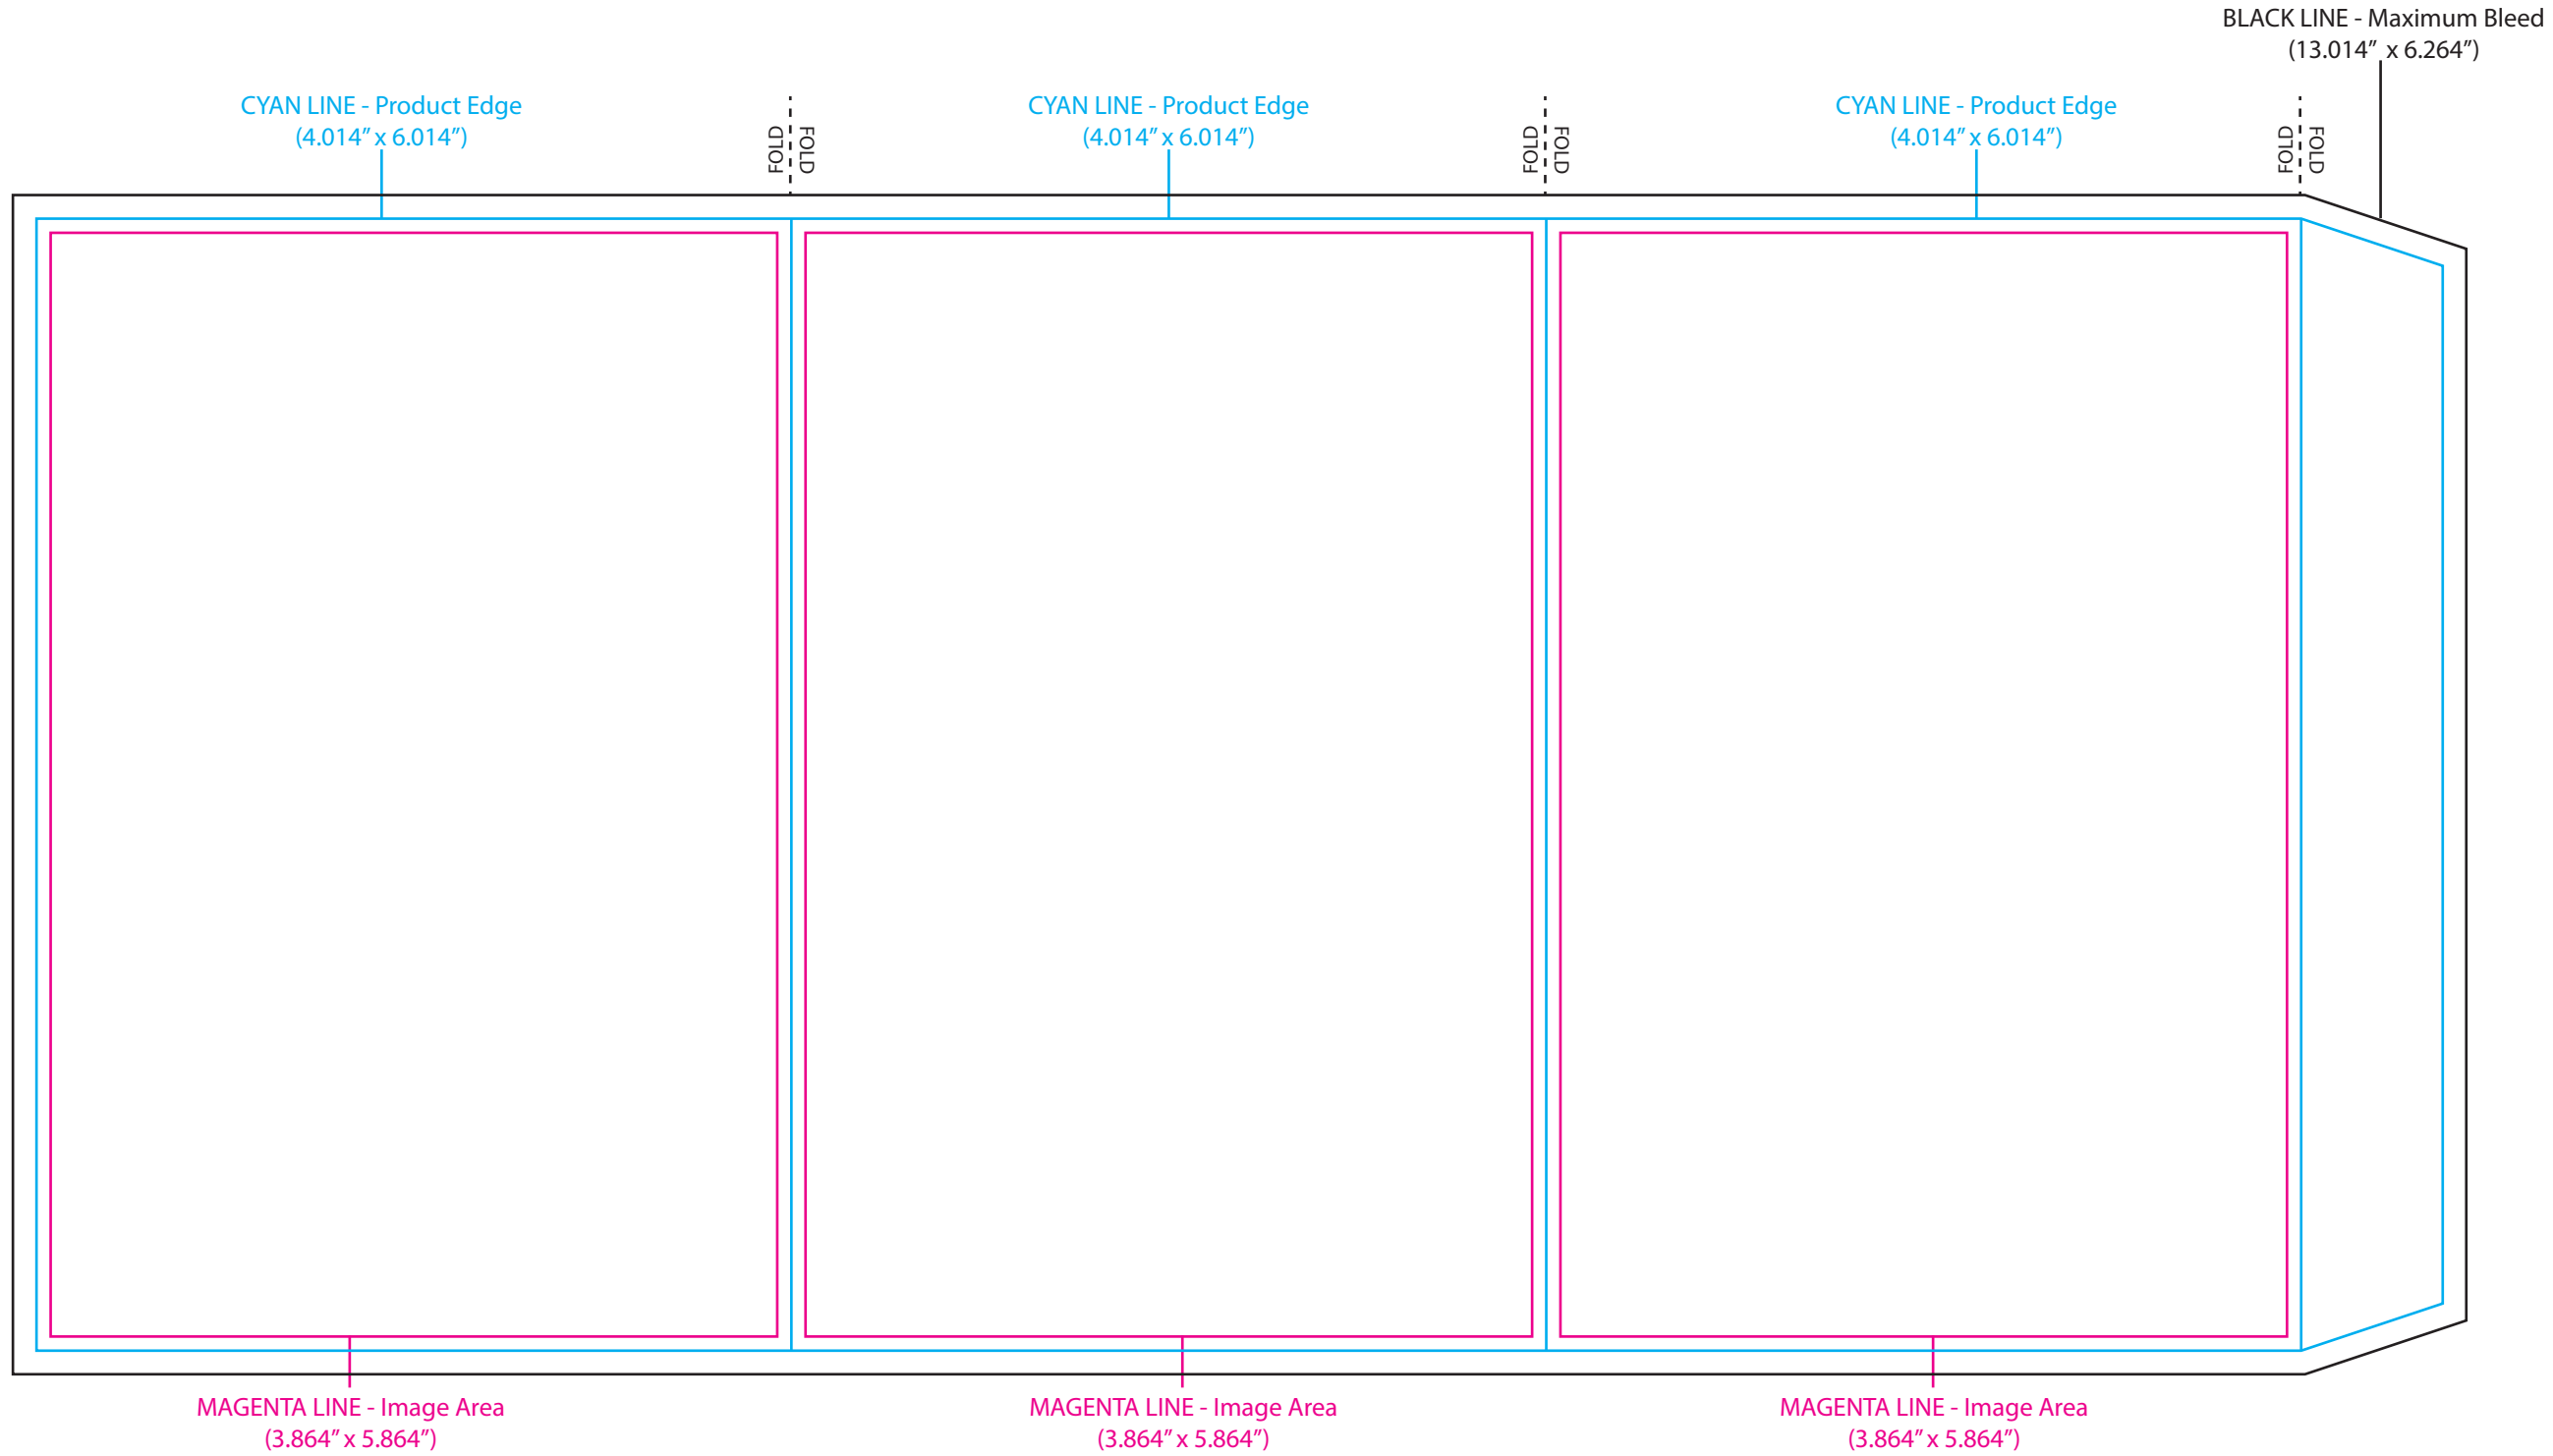 BLACK LINE - Maximum Bleed
(13.014” x 6.264”)
CYAN LINE - Product Edge
(4.014” x 6.014”)
FOLD
FOLD
CYAN LINE - Product Edge
(4.014” x 6.014”)
FOLD
FOLD
CYAN LINE - Product Edge
(4.014” x 6.014”)
FOLD
FOLD
MAGENTA LINE - Image Area
(3.864” x 5.864”)
MAGENTA LINE - Image Area
(3.864” x 5.864”)
MAGENTA LINE - Image Area
(3.864” x 5.864”)